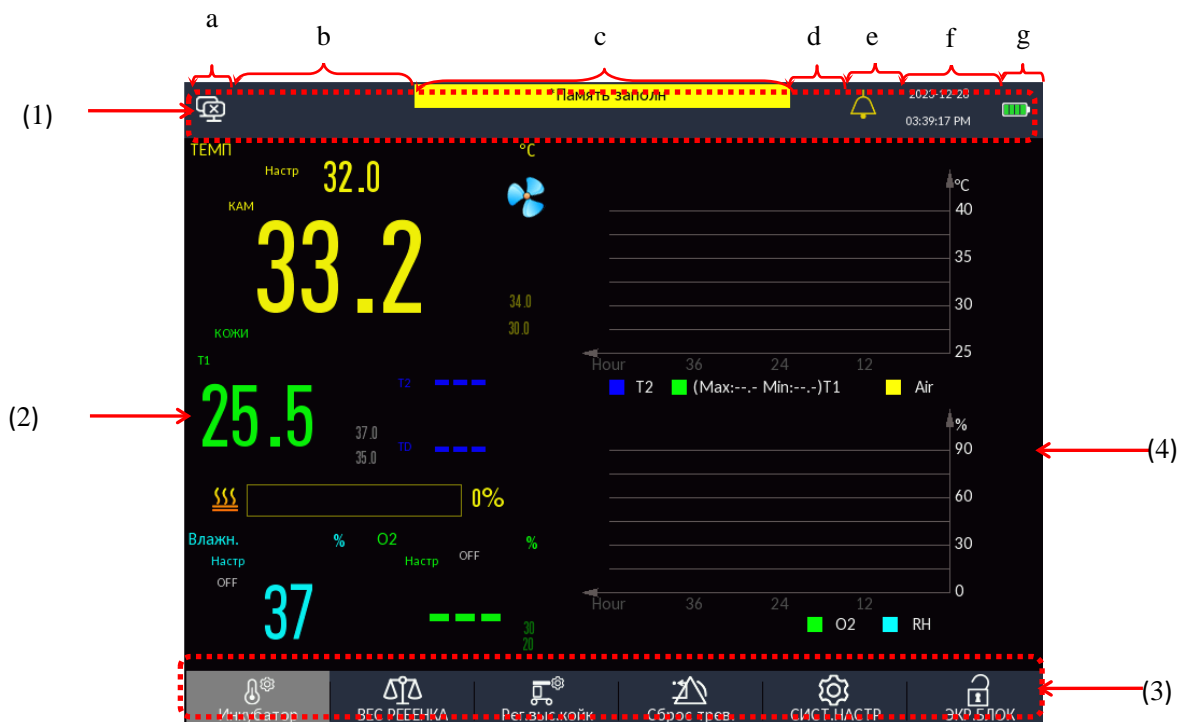 a b c d e f g
(1)
*Память заполн
2023-12-28
03:39:17 PM
ТЕМП °C
Настр 32.0
КАМ
33.2
34.0
30.0
КОЖИ
T1
25.5
37.0
35.0
T2 ---
TD ---
0%
Влажн. %
Настр
OFF
37
O2 %
Настр OFF
---
30
20
°C
40
35
30
25
Hour 36 24 12
T2 (Max:--.- Min:--.-)T1 Air
%
90
60
30
0
Hour 36 24 12
O2 RH
(2)
(4)
Инкубатор ВЕС РЕБЕНКА Рег.выс.койк Сброс трев. СИСТ.НАСТР ЭКР.БЛОК
(3)